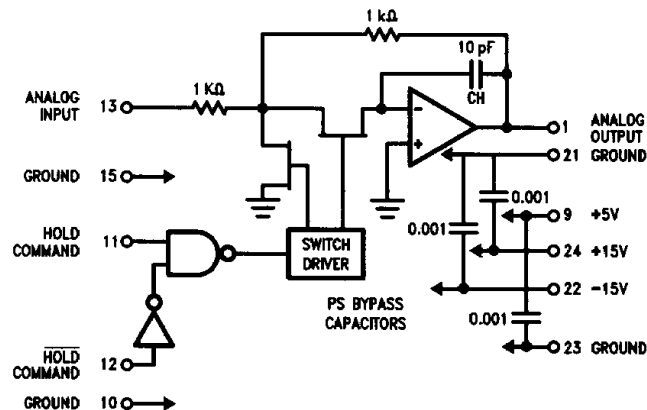 1 kΩ
10 pF
CH
1 KΩ
ANALOG
INPUT
13
−
+
1
ANALOG
OUTPUT
21
GROUND
GROUND
15
0.001
9
+5V
HOLD
COMMAND
11
0.001
SWITCH
DRIVER
24
+15V
22
−15V
PS BYPASS
CAPACITORS
0.001
HOLD
COMMAND
12
23
GROUND
GROUND
10